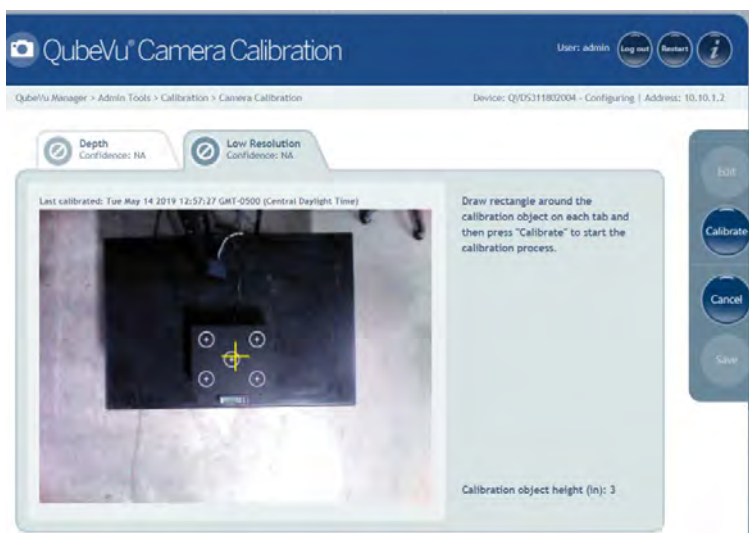 QubeVu® Camera Calibration
User: admin
Log out
Restart
i
QubeVu Manager > Admin Tools > Calibration > Camera Calibration
Device: QVDS311802004 - Configuring | Address: 10.10.1.2
Depth
Confidence: NA
Low Resolution
Confidence: NA
Last calibrated: Tue May 14 2019 12:57:27 GMT-0500 (Central Daylight Time)
Draw rectangle around the
calibration object on each tab and
then press "Calibrate" to start the
calibration process.
Calibration object height (in): 3
Edit
Calibrate
Cancel
Save